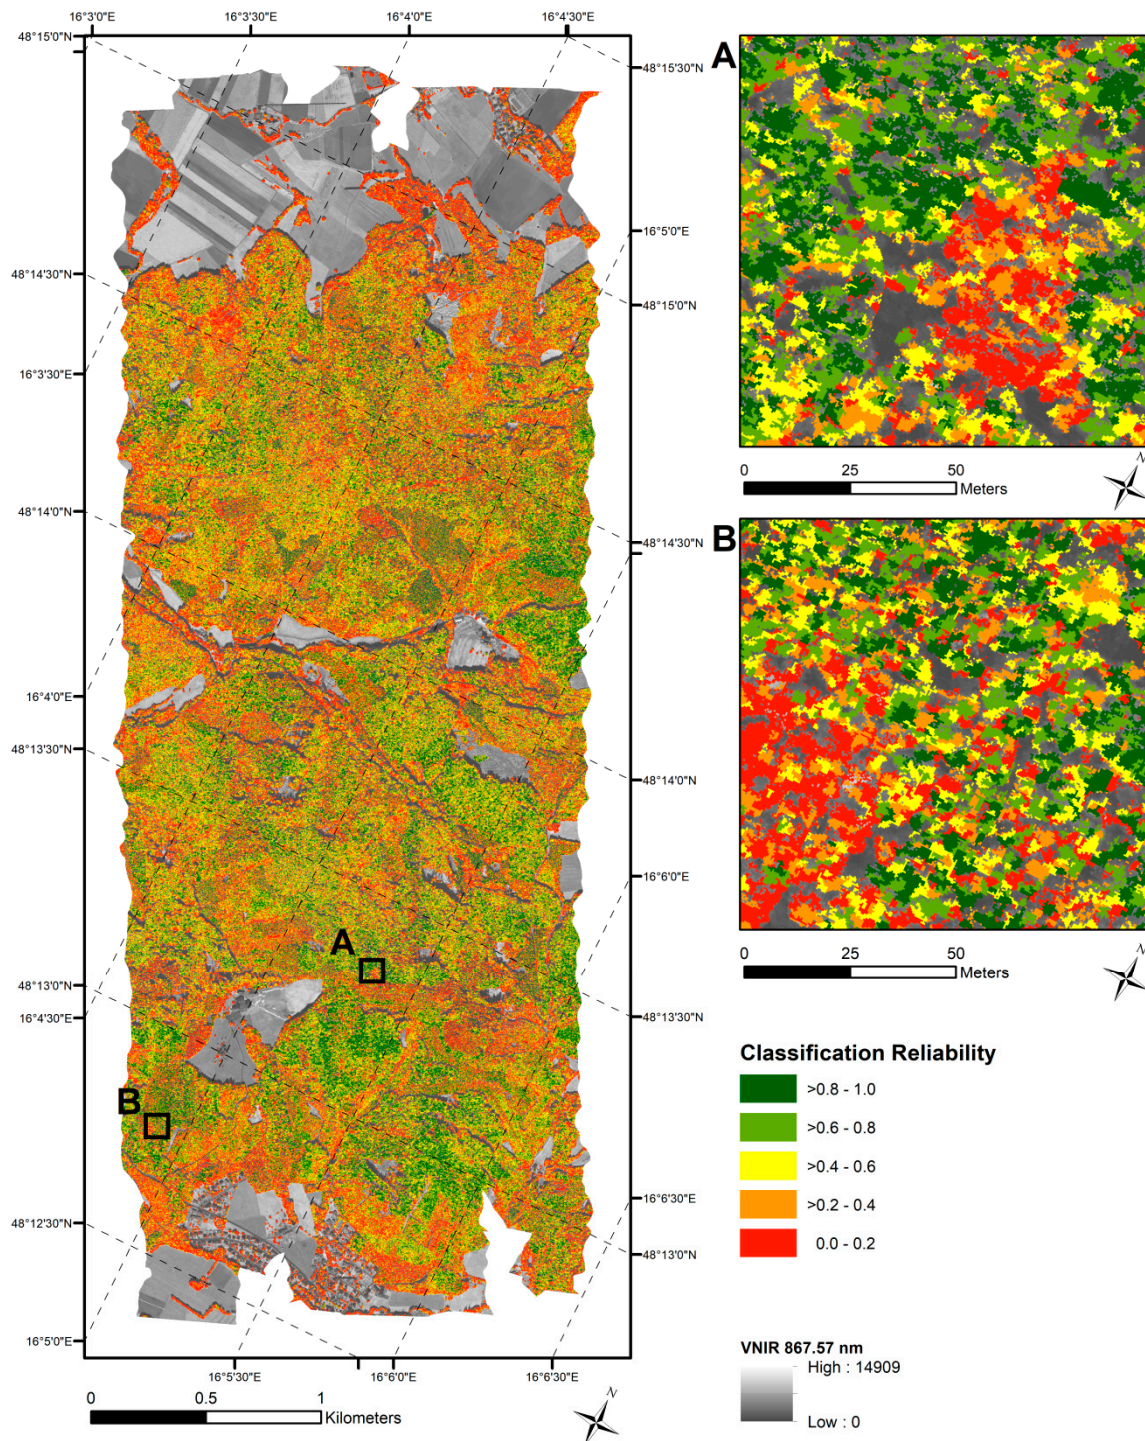 16°3'0"E
16°3'30"E
16°4'0"E
16°4'30"E
48°15'0"N
48°14'30"N
16°3'30"E
48°14'0"N
16°4'0"E
48°13'30"N
48°13'0"N
16°4'30"E
48°12'30"N
16°5'0"E
48°15'30"N
16°5'0"E
48°15'0"N
48°14'30"N
48°14'0"N
16°6'0"E
48°13'30"N
16°6'30"E
48°13'0"N
16°5'30"E
16°6'0"E
16°6'30"E
A
B
0 0.5 1
Kilometers
N
A
0 25 50
Meters
N
B
0 25 50
Meters
N
Classification Reliability
>0.8 - 1.0
>0.6 - 0.8
>0.4 - 0.6
>0.2 - 0.4
0.0 - 0.2
VNIR 867.57 nm
High : 14909
Low : 0